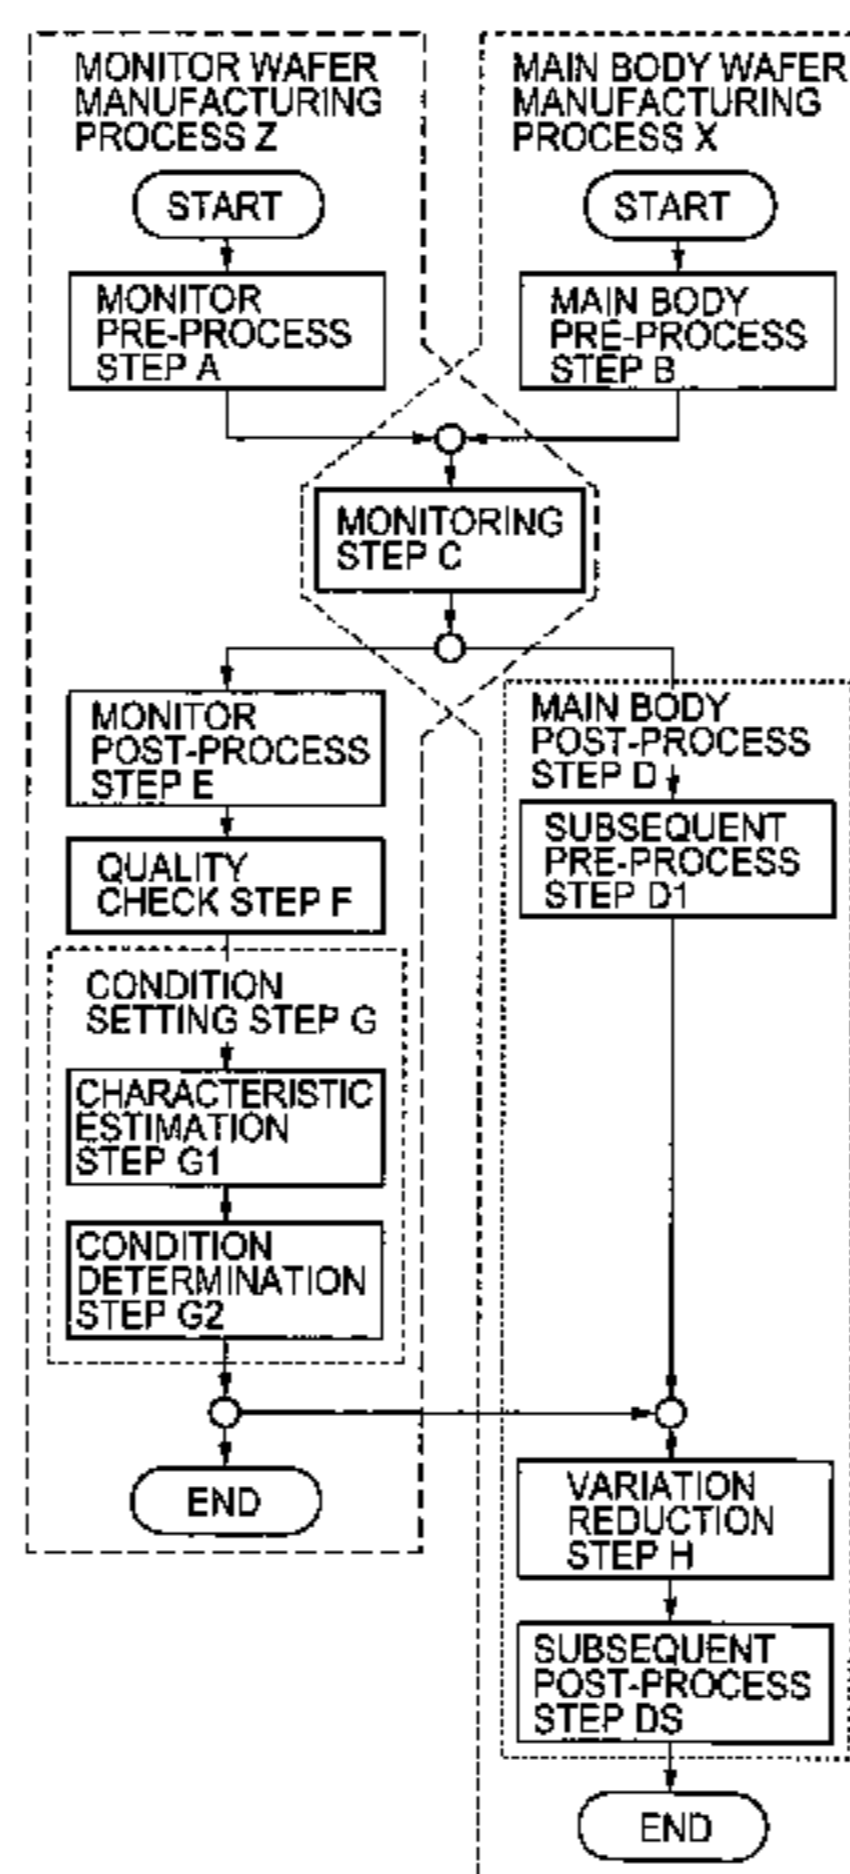 MONITOR WAFER
MANUFACTURING
PROCESS Z
START
MONITOR
PRE-PROCESS
STEP A
MAIN BODY WAFER
MANUFACTURING
PROCESS X
START
MAIN BODY
PRE-PROCESS
STEP B
MONITORING
STEP C
MONITOR
POST-PROCESS
STEP E
QUALITY
CHECK STEP F
CONDITION
SETTING STEP G
CHARACTERISTIC
ESTIMATION
STEP G1
CONDITION
DETERMINATION
STEP G2
END
MAIN BODY
POST-PROCESS
STEP D
SUBSEQUENT
PRE-PROCESS
STEP D1
VARIATION
REDUCTION
STEP H
SUBSEQUENT
POST-PROCESS
STEP DS
END